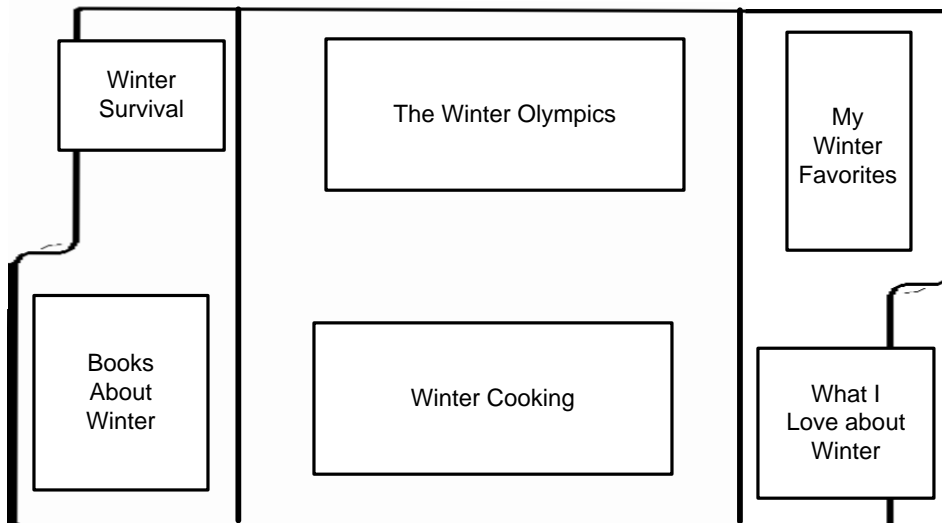 Winter
Survival
The Winter Olympics
My
Winter
Favorites
Books
About
Winter
Winter Cooking
What I
Love about
Winter